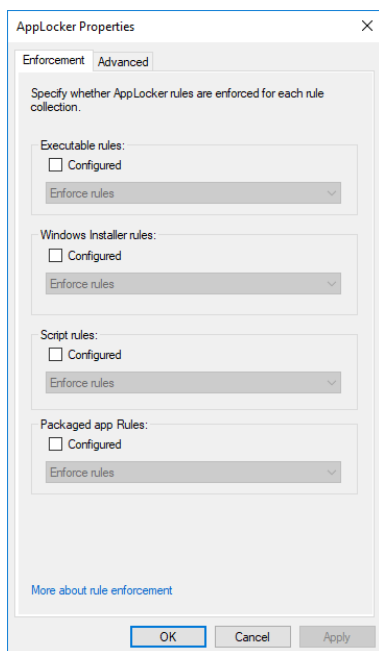 AppLocker Properties
Enforcement
Advanced
Specify whether AppLocker rules are enforced for each rule
collection.
Executable rules:
Configured
Enforce rules
Windows Installer rules:
Configured
Enforce rules
Script rules:
Configured
Enforce rules
Packaged app Rules:
Configured
Enforce rules
More about rule enforcement
OK
Cancel
Apply